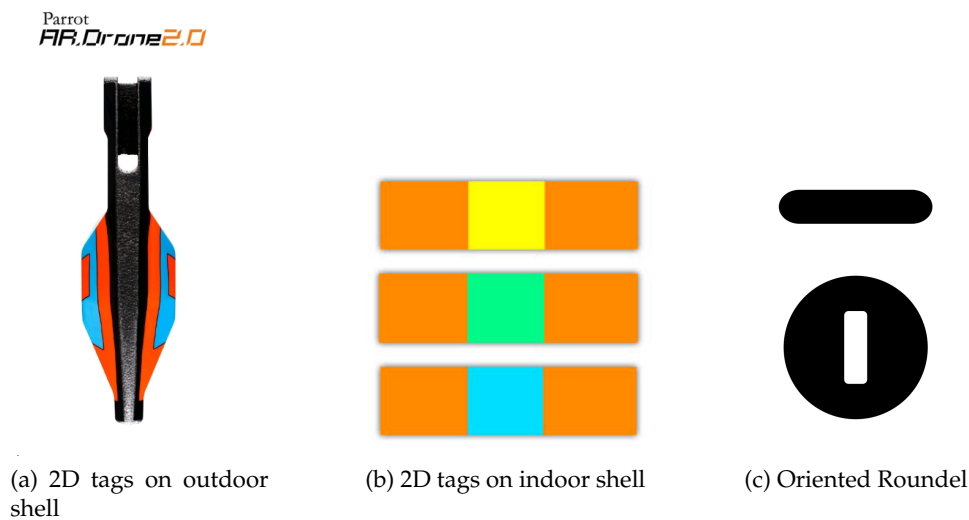 Parrot
AR.Drone2.0
(a) 2D tags on outdoor
shell
(b) 2D tags on indoor shell
(c) Oriented Roundel